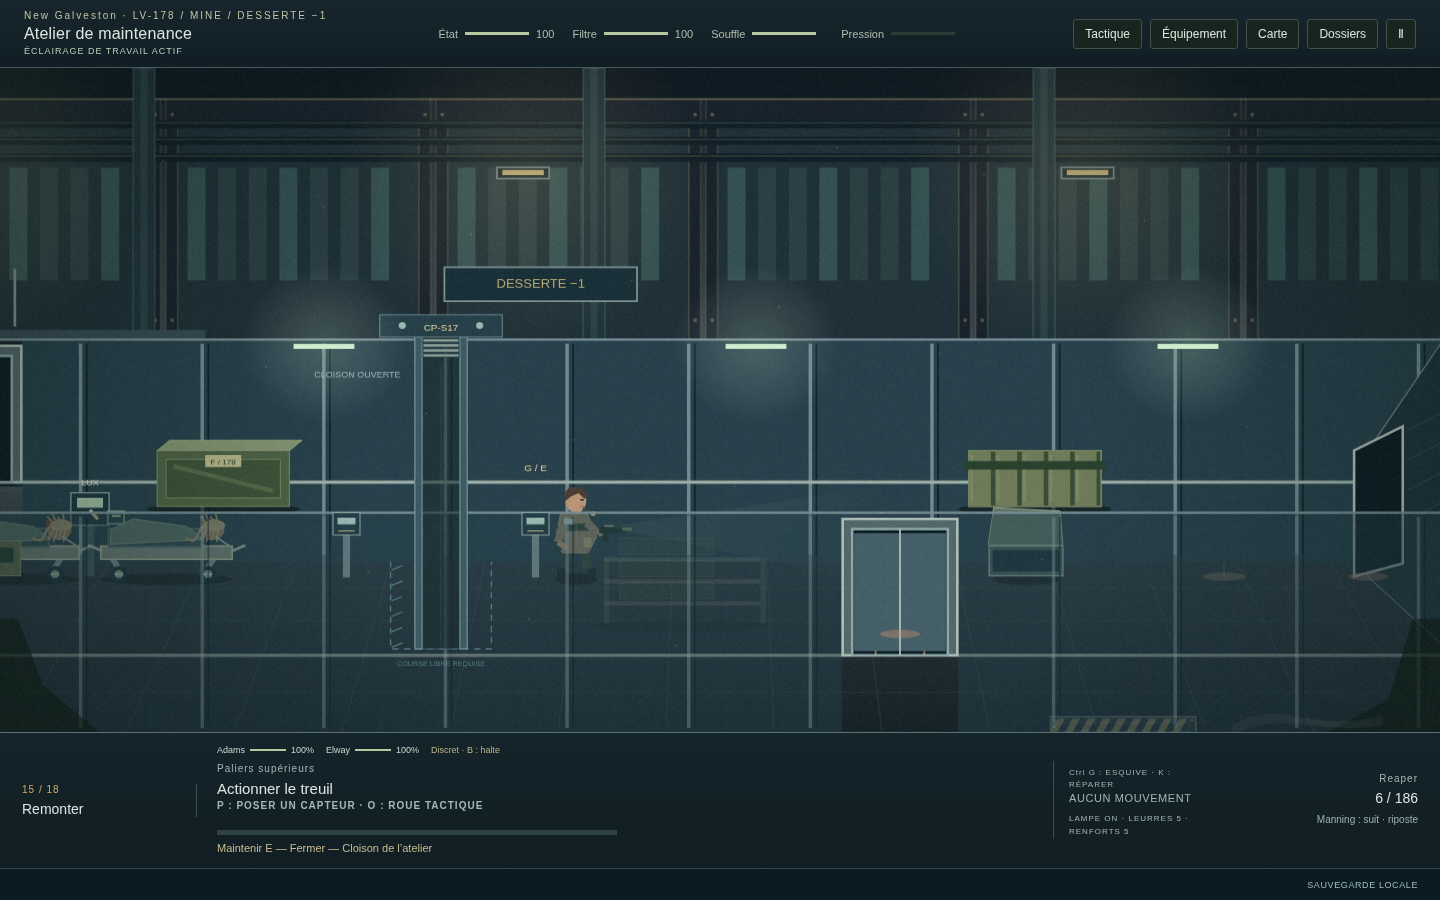 New Galveston · LV-178 / MINE / DESSERTE −1
Atelier de maintenance
ÉCLAIRAGE DE TRAVAIL ACTIF
État 100 Filtre 100 Souffle Pression
Tactique Équipement Carte Dossiers II
DESSERTE −1
CP-S17
CLOISON OUVERTE
F / 178
G / E
LUX
COURSE LIBRE REQUISE
Adams 100% Elway 100% Discret · B : halte
Paliers supérieurs
15 / 18
Remonter
Actionner le treuil
P : POSER UN CAPTEUR · O : ROUE TACTIQUE
Maintenir E — Fermer — Cloison de l'atelier
Ctrl G : ESQUIVE · K :
RÉPARER
AUCUN MOUVEMENT
LAMPE ON · LEURRES 5 ·
RENFORTS 5
Reaper
6 / 186
Manning : suit · riposte
SAUVEGARDE LOCALE